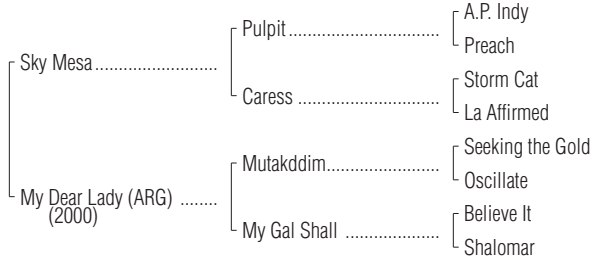 A.P. Indy
Pulpit........................................
Preach
Sky Mesa..........................
Storm Cat
Caress ......................................
La Affirmed
Seeking the Gold
Mutakddim................................
Oscillate
My Dear Lady (ARG) ........
(2000)
Believe It
My Gal Shall ............................
Shalomar